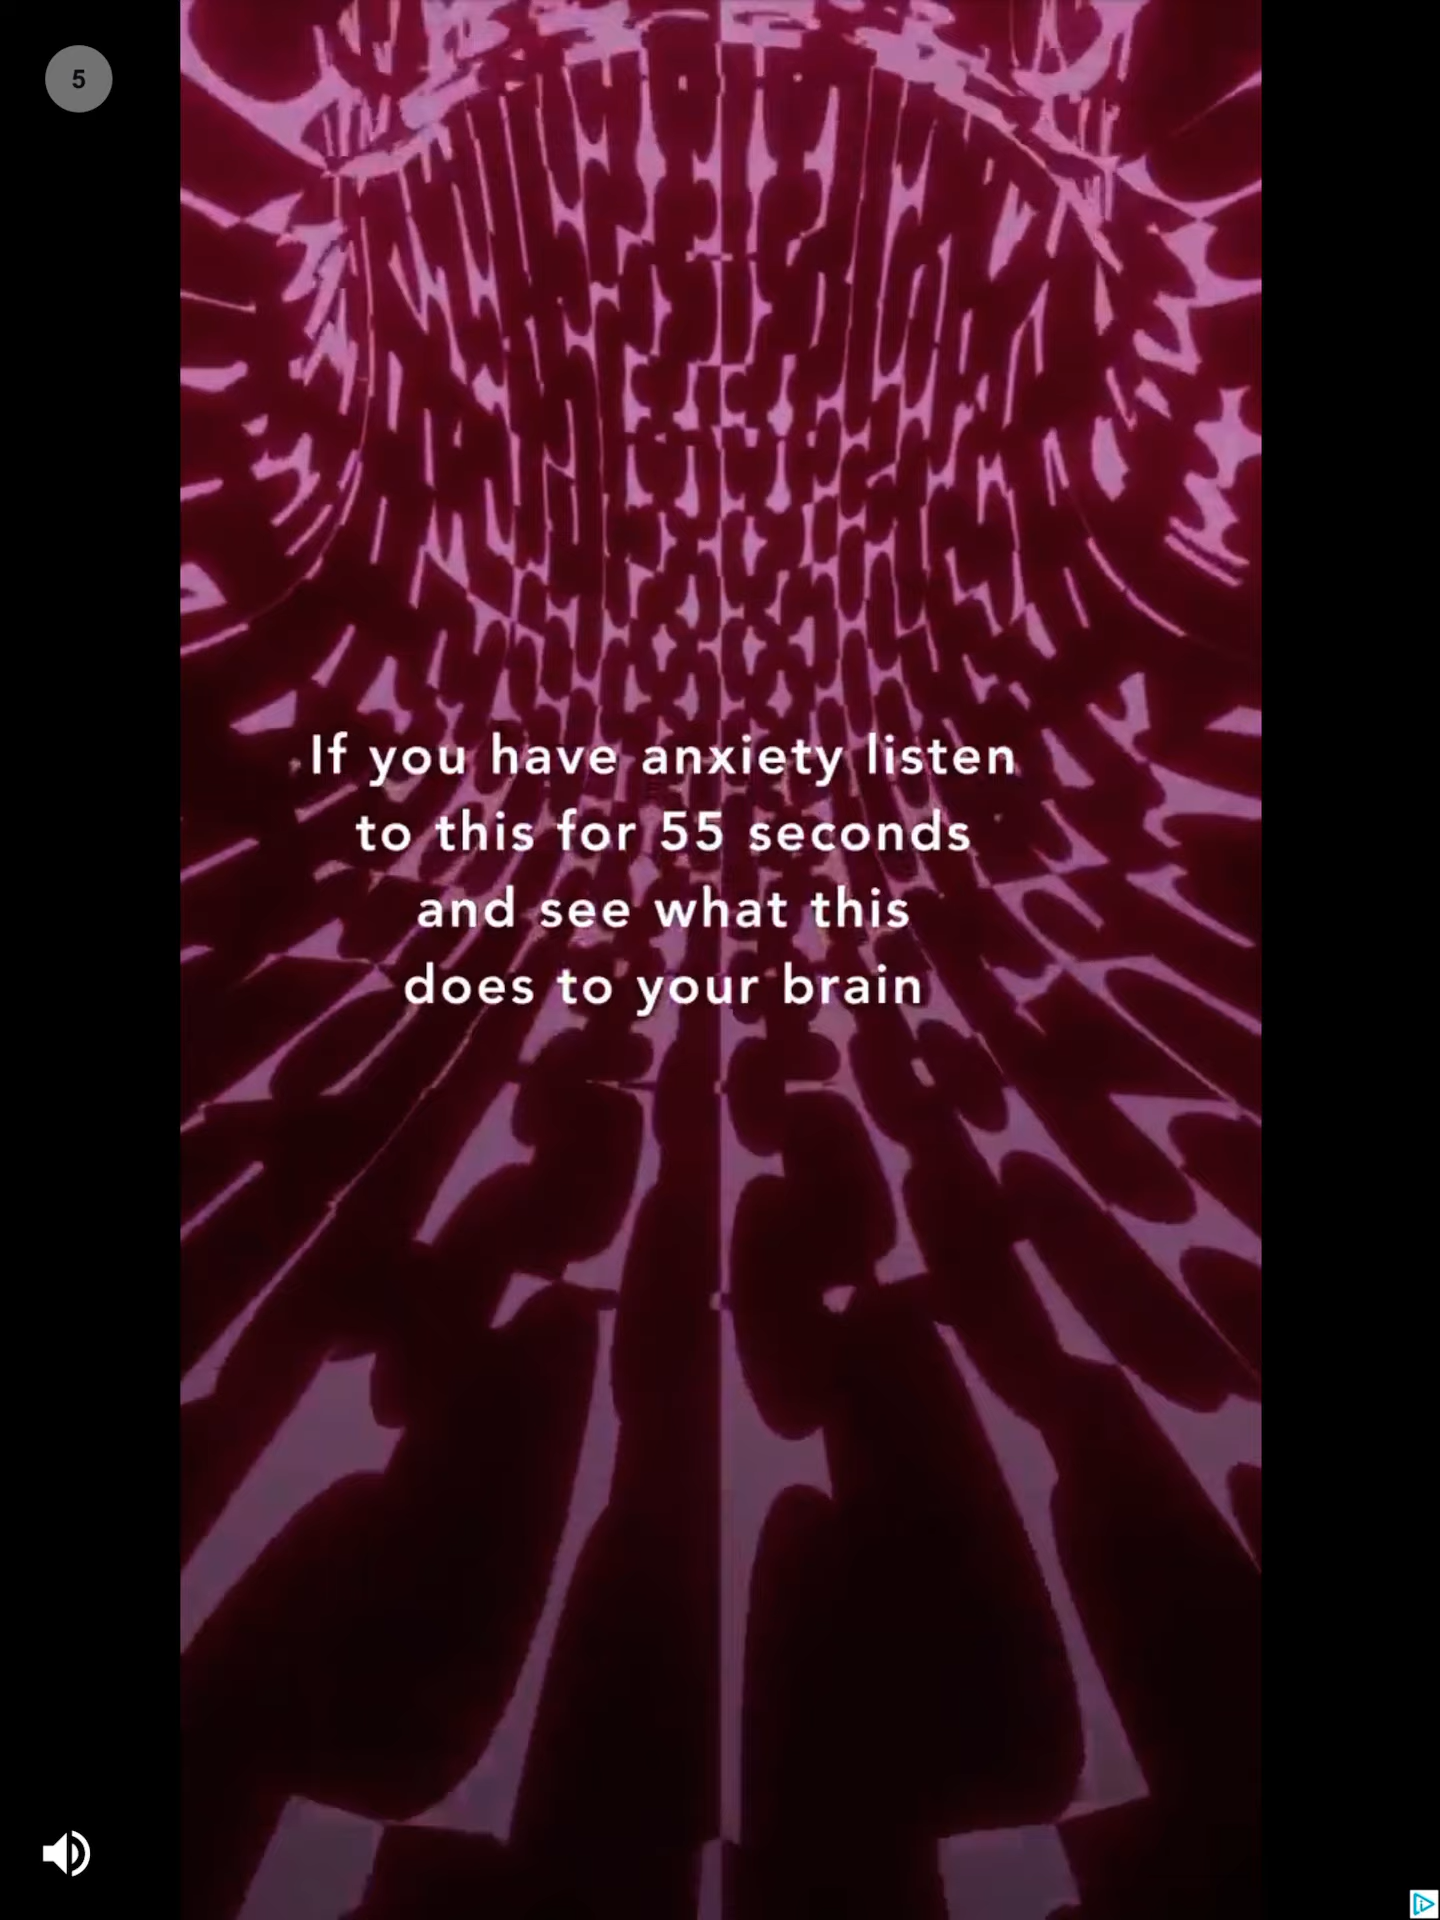 5
If you have anxiety listen
to this for 55 seconds
and see what this
does to your brain